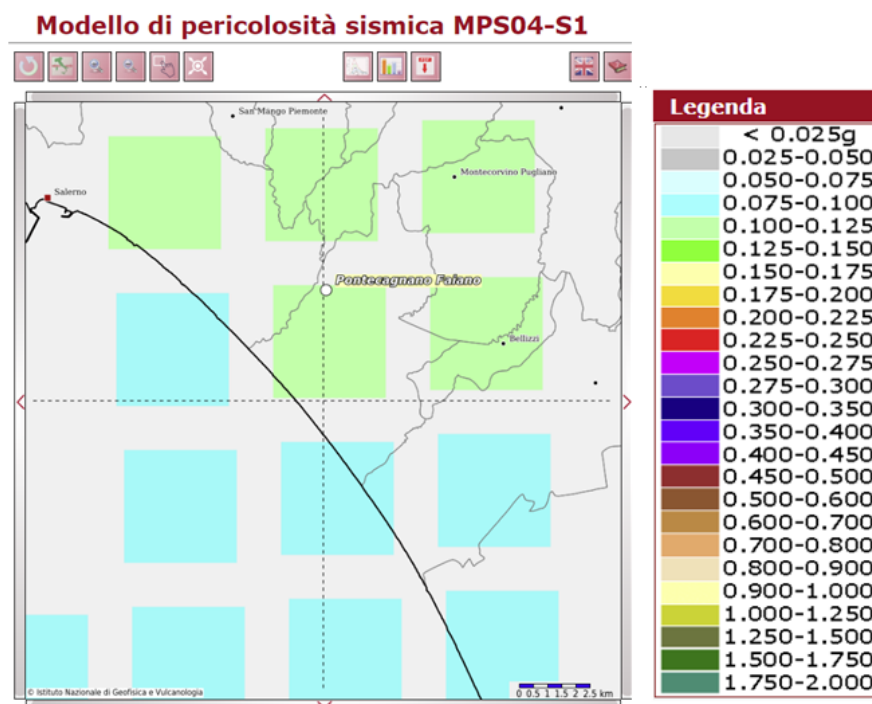 Modello di pericolosità sismica MPS04-S1
San Mango Piemonte
Salerno
Montecorvino Pugliano
Pontecagnano Faiano
Bellizzi
© Istituto Nazionale di Geofisica e Vulcanologia
0 0.5 1 1.5 2 2.5 km
Legenda
< 0.025g
0.025-0.050
0.050-0.075
0.075-0.100
0.100-0.125
0.125-0.150
0.150-0.175
0.175-0.200
0.200-0.225
0.225-0.250
0.250-0.275
0.275-0.300
0.300-0.350
0.350-0.400
0.400-0.450
0.450-0.500
0.500-0.600
0.600-0.700
0.700-0.800
0.800-0.900
0.900-1.000
1.000-1.250
1.250-1.500
1.500-1.750
1.750-2.000